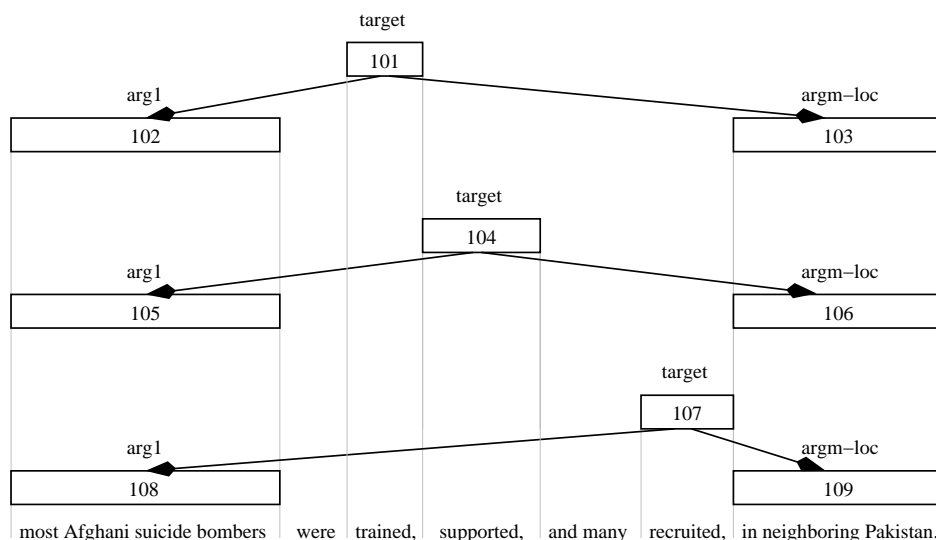 target
101
arg1 argm−loc
102 103
target
104
arg1 argm−loc
105 106
target
107
arg1 argm−loc
108 109
most Afghani suicide bombers were trained, supported, and many recruited, in neighboring Pakistan.